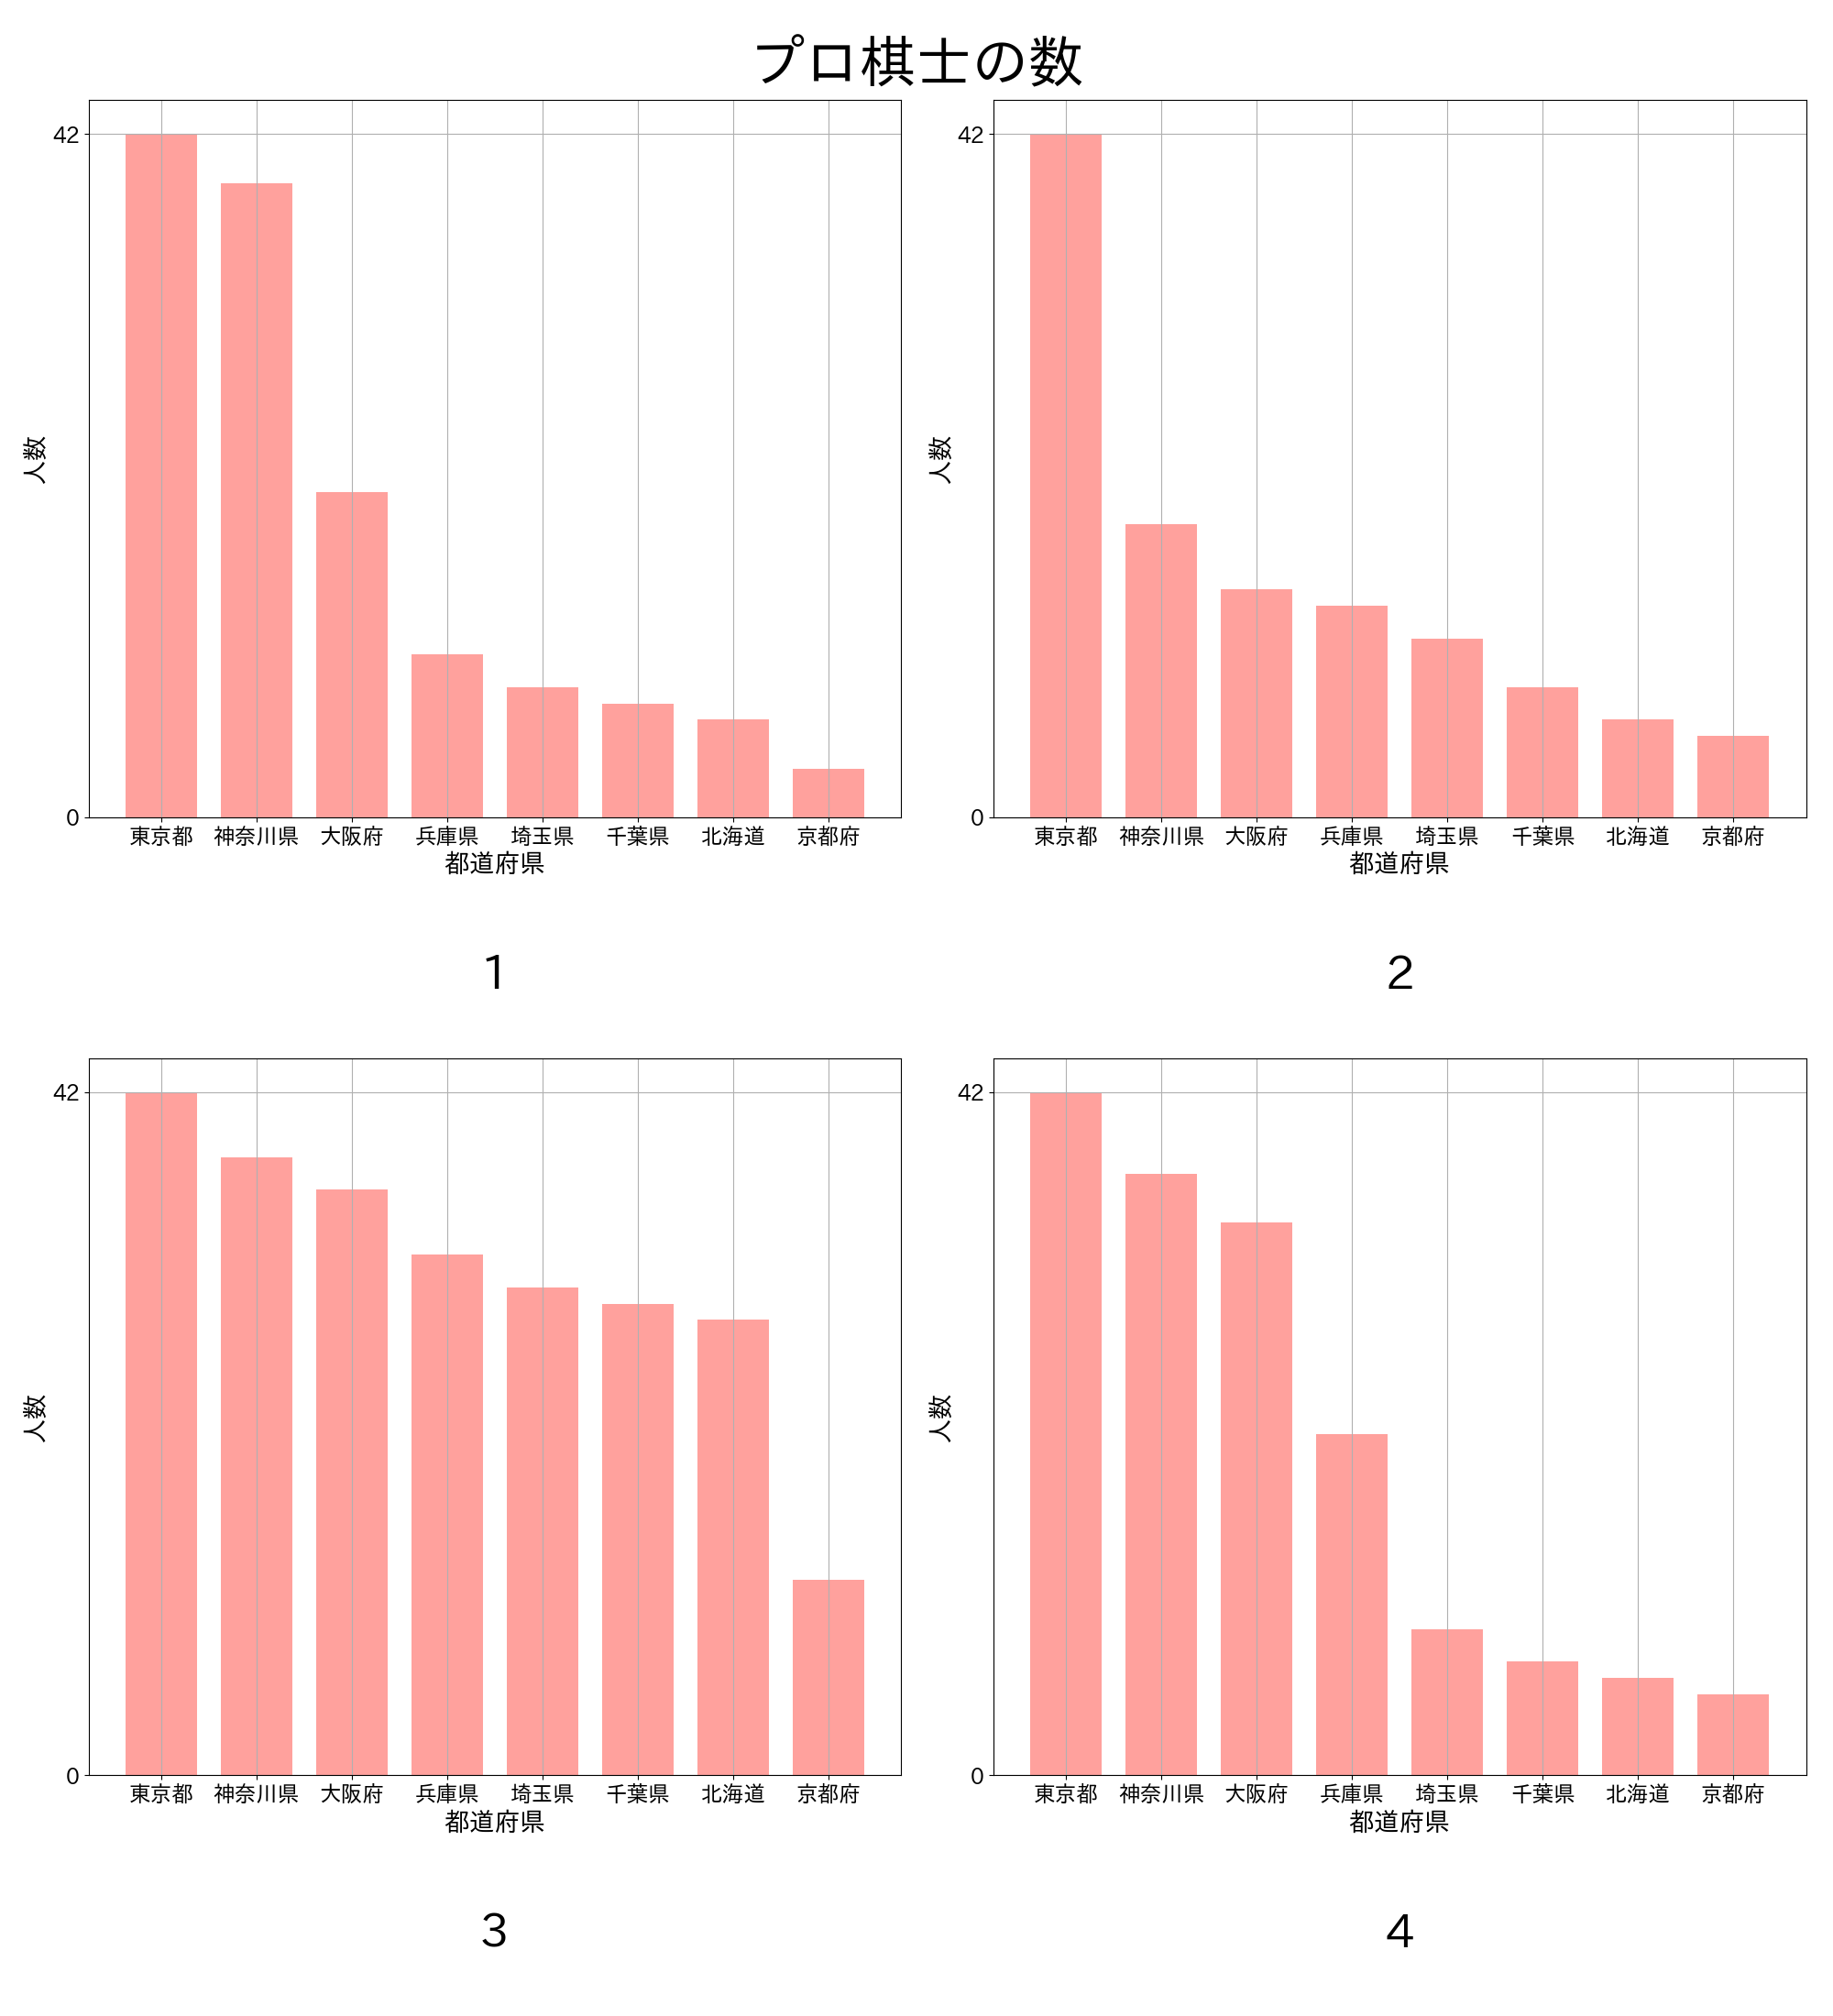 プロ棋士の数
42
人数
0
東京都 神奈川県 大阪府 兵庫県 埼玉県 千葉県 北海道 京都府
都道府県
1
42
人数
0
東京都 神奈川県 大阪府 兵庫県 埼玉県 千葉県 北海道 京都府
都道府県
2
42
人数
0
東京都 神奈川県 大阪府 兵庫県 埼玉県 千葉県 北海道 京都府
都道府県
3
42
人数
0
東京都 神奈川県 大阪府 兵庫県 埼玉県 千葉県 北海道 京都府
都道府県
4